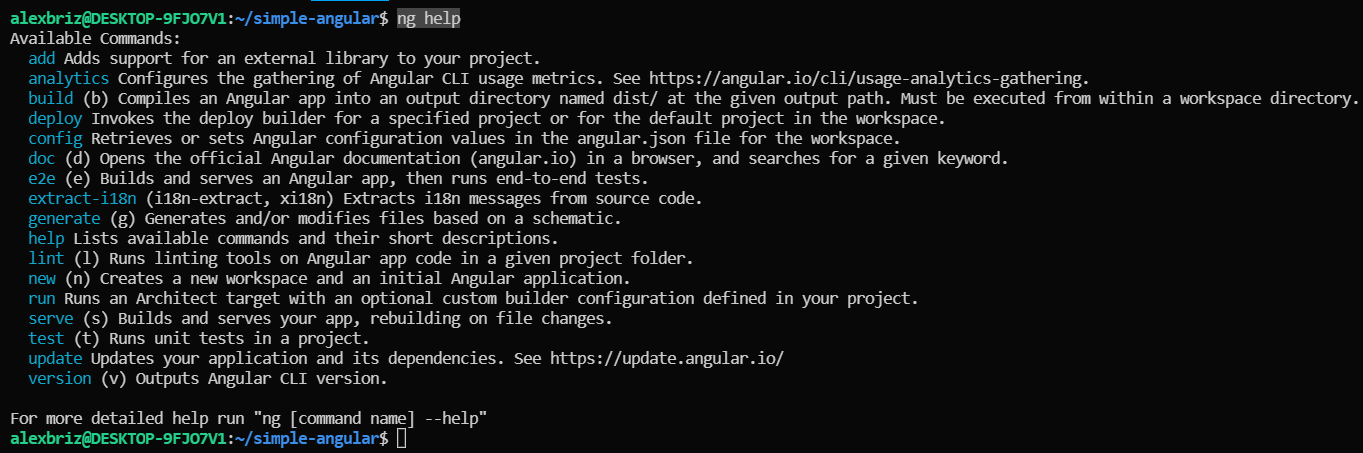 alexbriz@DESKTOP-9FJO7V1:~/simple-angular$ ng help
Available Commands:
  add Adds support for an external library to your project.
  analytics Configures the gathering of Angular CLI usage metrics. See https://angular.io/cli/usage-analytics-gathering.
  build (b) Compiles an Angular app into an output directory named dist/ at the given output path. Must be executed from within a workspace directory.
  deploy Invokes the deploy builder for a specified project or for the default project in the workspace.
  config Retrieves or sets Angular configuration values in the angular.json file for the workspace.
  doc (d) Opens the official Angular documentation (angular.io) in a browser, and searches for a given keyword.
  e2e (e) Builds and serves an Angular app, then runs end-to-end tests.
  extract-i18n (i18n-extract, xi18n) Extracts i18n messages from source code.
  generate (g) Generates and/or modifies files based on a schematic.
  help Lists available commands and their short descriptions.
  lint (l) Runs linting tools on Angular app code in a given project folder.
  new (n) Creates a new workspace and an initial Angular application.
  run Runs an Architect target with an optional custom builder configuration defined in your project.
  serve (s) Builds and serves your app, rebuilding on file changes.
  test (t) Runs unit tests in a project.
  update Updates your application and its dependencies. See https://update.angular.io/
  version (v) Outputs Angular CLI version.

For more detailed help run "ng [command name] --help"
alexbriz@DESKTOP-9FJO7V1:~/simple-angular$